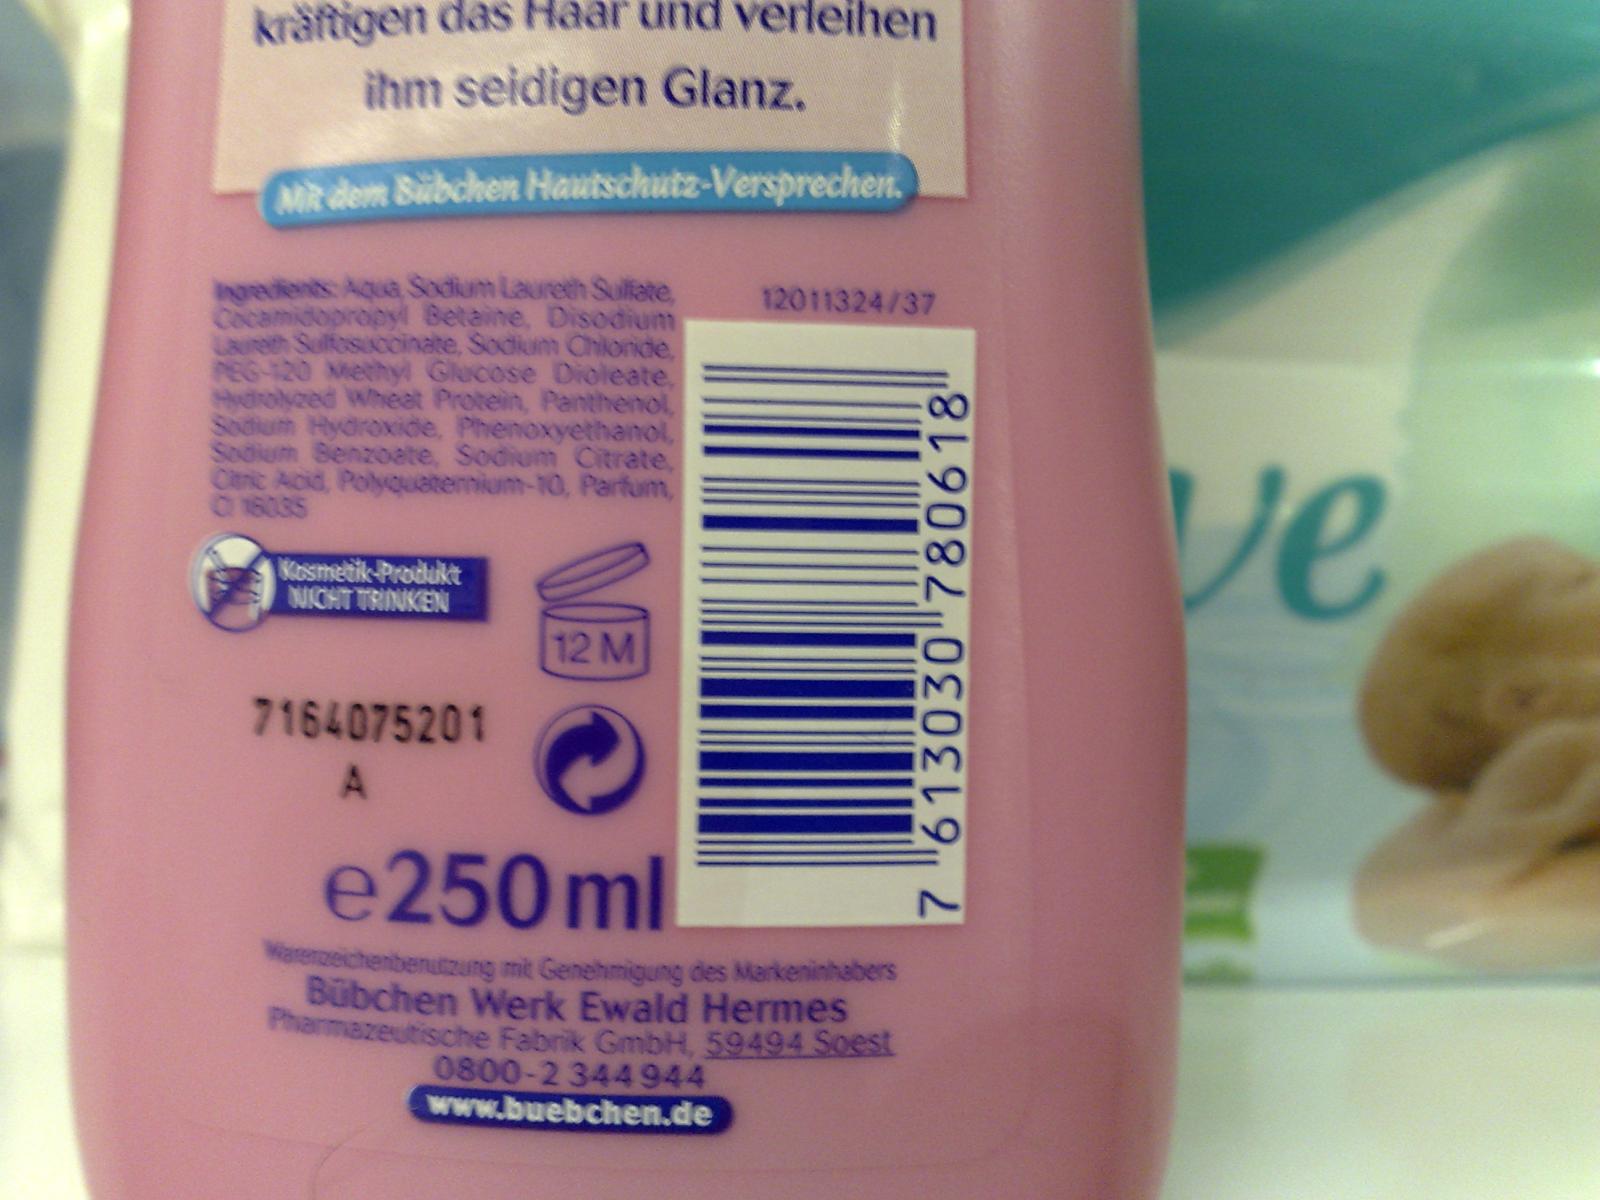 kräftigen das Haar und verleihen
ihm seidigen Glanz.
Mit dem Bübchen Hautschutz-Versprechen.
Ingredients: Aqua, Sodium Laureth Sulfate,
Cocamidopropyl Betaine, Disodium
Laureth Sulfosuccinate, Sodium Chloride,
PEG-120 Methyl Glucose Dioleate,
Hydrolyzed Wheat Protein, Panthenol,
Sodium Hydroxide, Phenoxyethanol,
Sodium Benzoate, Sodium Citrate,
Citric Acid, Polyquaternium-10, Parfum,
CI 16035
12011324/37
7 613030 780618
Kosmetik-Produkt
NICHT TRINKEN
12 M
7164075201
A
e250 ml
Warenzeichenbenutzung mit Genehmigung des Markeninhabers
Bübchen Werk Ewald Hermes
Pharmazeutische Fabrik GmbH, 59494 Soest
0800-2 344 944
www.buebchen.de
ve